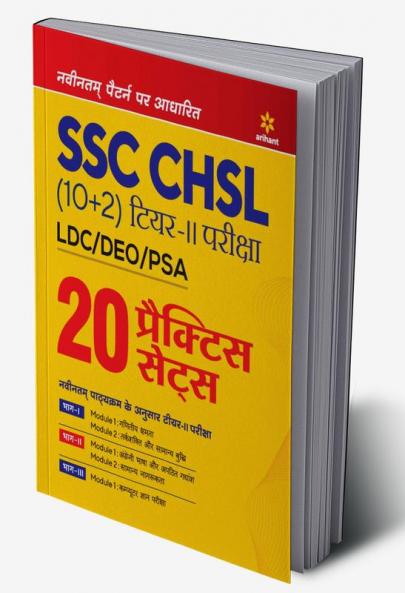 नवीनतम् पैटर्न पर आधारित
arihant
SSC CHSL
(10+2) टियर-II परीक्षा
LDC/DEO/PSA
20 प्रैक्टिस सेट्स
नवीनतम् पाठ्यक्रम के अनुसार टीयर-II परीक्षा
भाग-I
Module 1: गणितीय क्षमता
Module 2: तर्कशक्ति और सामान्य बुद्धि
भाग-II
Module 1: अंग्रेजी भाषा और अपठित गद्यांश
Module 2: सामान्य जागरूकता
भाग-III
Module 1: कम्प्यूटर ज्ञान परीक्षा